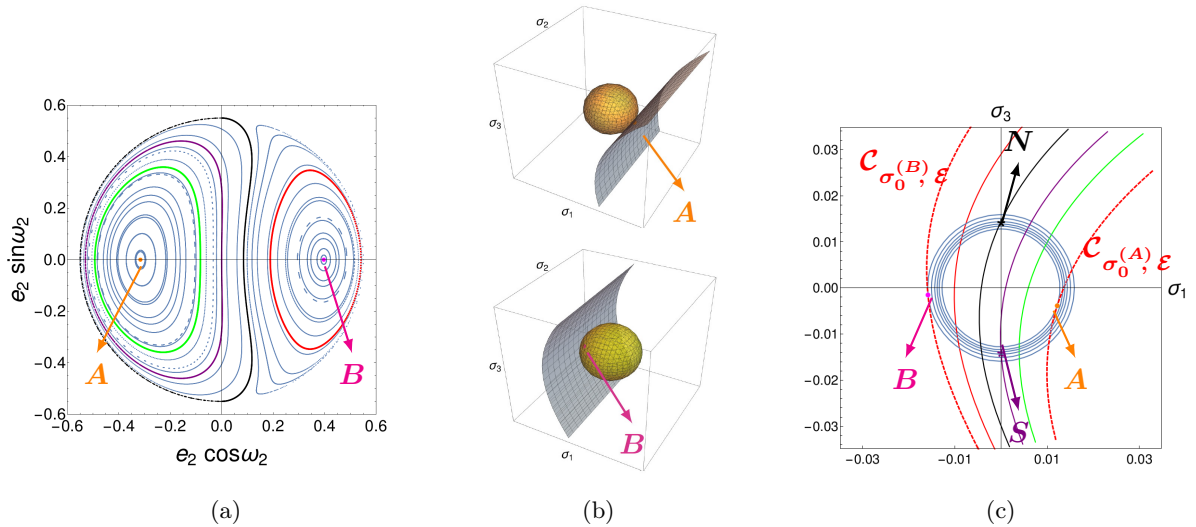 0.6
0.4
0.2
0.0
−0.2
−0.4
−0.6
−0.6 −0.4 −0.2 0.0 0.2 0.4 0.6
e₂ sinω₂
e₂ cosω₂
A
B
(a)
σ₂
σ₃
σ₁
A
σ₂
σ₃
σ₁
B
(b)
σ₃
0.03
0.02
0.01
0.00
−0.01
−0.02
−0.03
−0.03 −0.01 0.01 0.03
σ₁
N
𝓒 σ₀⁽ᴮ⁾, 𝓔
𝓒 σ₀⁽ᴬ⁾, 𝓔
B
S
A
(c)